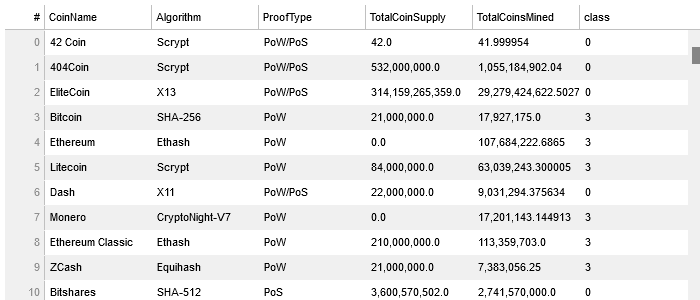 # CoinName Algorithm ProofType TotalCoinSupply TotalCoinsMined class
0 42 Coin Scrypt PoW/PoS 42.0 41.999954 0
1 404Coin Scrypt PoW/PoS 532,000,000.0 1,055,184,902.04 0
2 EliteCoin X13 PoW/PoS 314,159,265,359.0 29,279,424,622.5027 0
3 Bitcoin SHA-256 PoW 21,000,000.0 17,927,175.0 3
4 Ethereum Ethash PoW 0.0 107,684,222.6865 3
5 Litecoin Scrypt PoW 84,000,000.0 63,039,243.300005 3
6 Dash X11 PoW/PoS 22,000,000.0 9,031,294.375634 0
7 Monero CryptoNight-V7 PoW 0.0 17,201,143.144913 3
8 Ethereum Classic Ethash PoW 210,000,000.0 113,359,703.0 3
9 ZCash Equihash PoW 21,000,000.0 7,383,056.25 3
10 Bitshares SHA-512 PoS 3,600,570,502.0 2,741,570,000.0 0